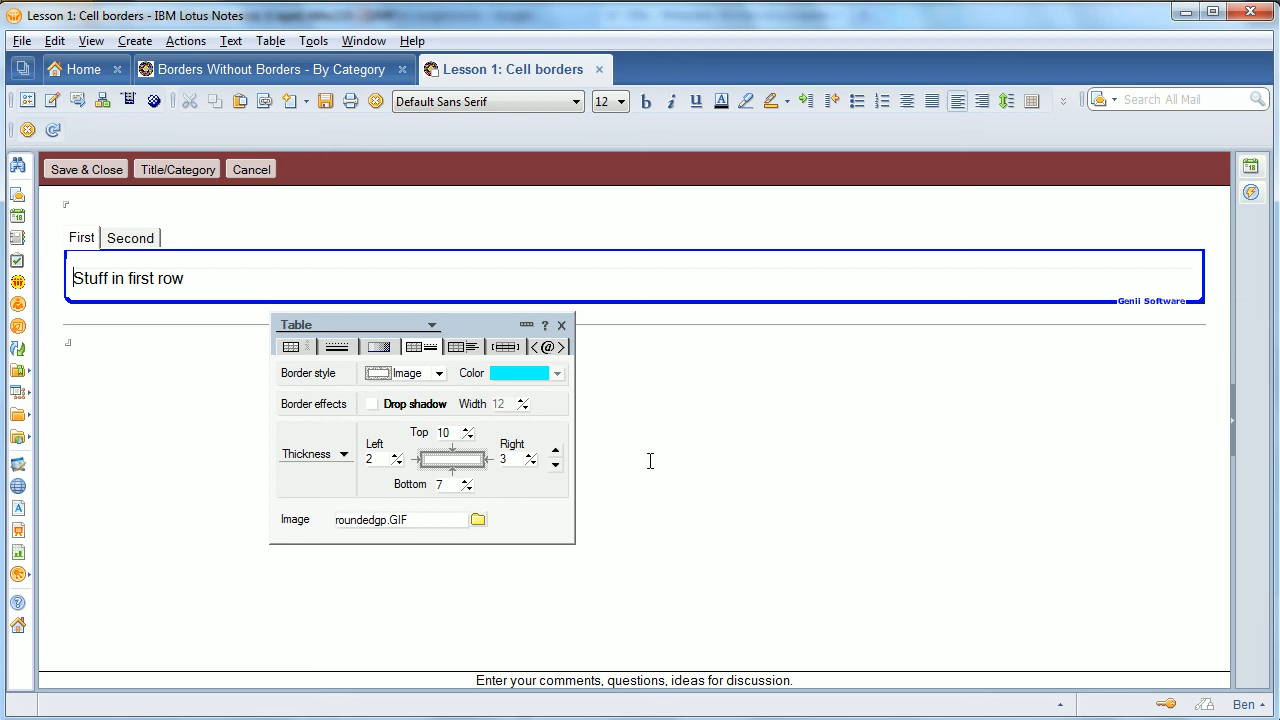 Lesson 1: Cell borders - IBM Lotus Notes
File Edit View Create Actions Text Table Tools Window Help
Home Borders Without Borders - By Category Lesson 1: Cell borders
Default Sans Serif 12 b i u A Search All Mail
Save & Close Title/Category Cancel
First Second
Stuff in first row
Genii Software
Table ? x
<@>
Border style Image Color
Border effects Drop shadow Width 12
Top 10
Left Right
Thickness 2 3
Bottom 7
Image roundedgp.GIF
Enter your comments, questions, ideas for discussion.
Ben